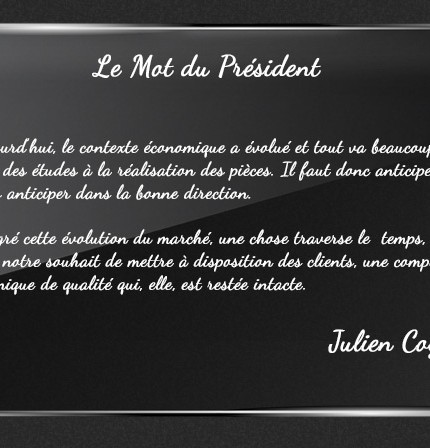 Le Mot du Président
urd'hui, le contexte économique a évolué et tout va beaucoup
des études à la réalisation des pièces. Il faut donc anticipe
anticiper dans la bonne direction.
gré cette évolution du marché, une chose traverse le temps,
notre souhait de mettre à disposition des clients, une comp
nique de qualité qui, elle, est restée intacte.
Julien Co